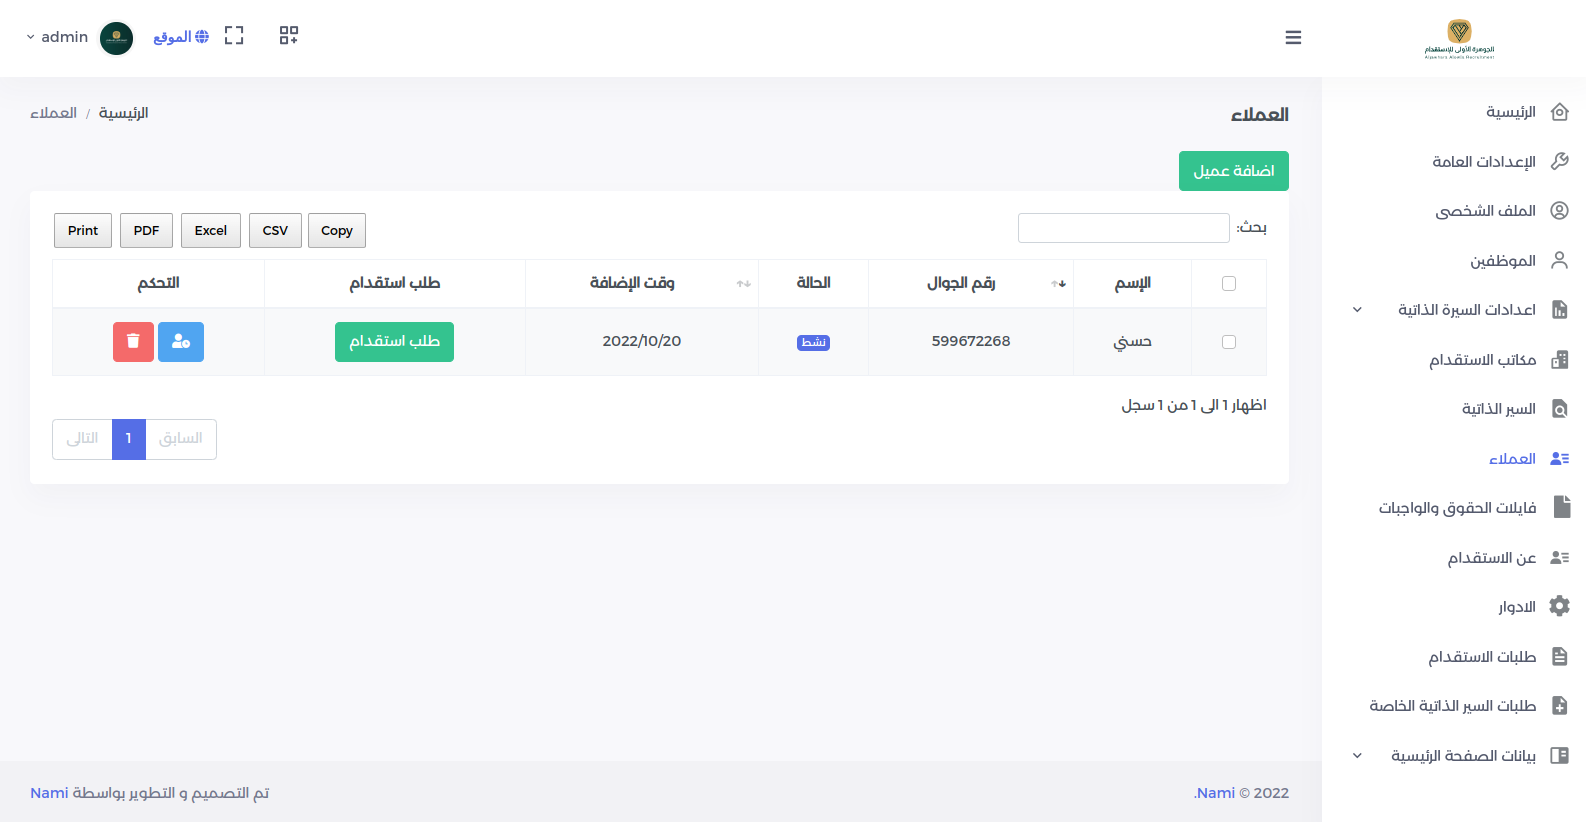 الجوهرة الأولى للإستقدام
Aljawhara Alowla Recruitment
الموقع
admin
الرئيسية
الإعدادات العامة
الملف الشخصى
الموظفين
اعدادات السيرة الذاتية
مكاتب الاستقدام
السير الذاتية
العملاء
فايلات الحقوق والواجبات
عن الاستقدام
الادوار
طلبات الاستقدام
طلبات السير الذاتية الخاصة
بيانات الصفحة الرئيسية
العملاء
الرئيسية / العملاء
اضافة عميل
بحث:
Copy CSV Excel PDF Print
الإسم رقم الجوال الحالة وقت الإضافة طلب استقدام التحكم
حسني 599672268 نشط 2022/10/20 طلب استقدام
اظهار 1 الى 1 من 1 سجل
السابق 1 التالى
2022 © Nami.
تم التصميم و التطوير بواسطة Nami